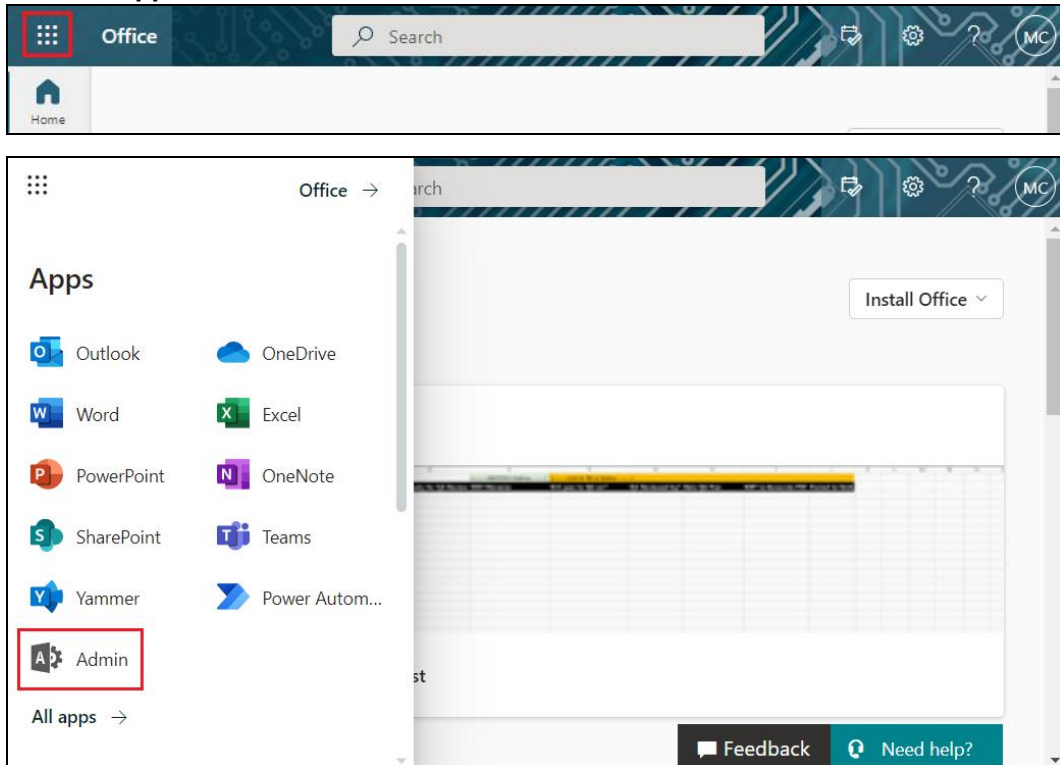 Office
Search
MC
Home
Office →
arch
MC
Apps
Install Office
Outlook
OneDrive
Word
Excel
PowerPoint
OneNote
SharePoint
Teams
Yammer
Power Autom...
Admin
st
All apps →
Feedback
Need help?